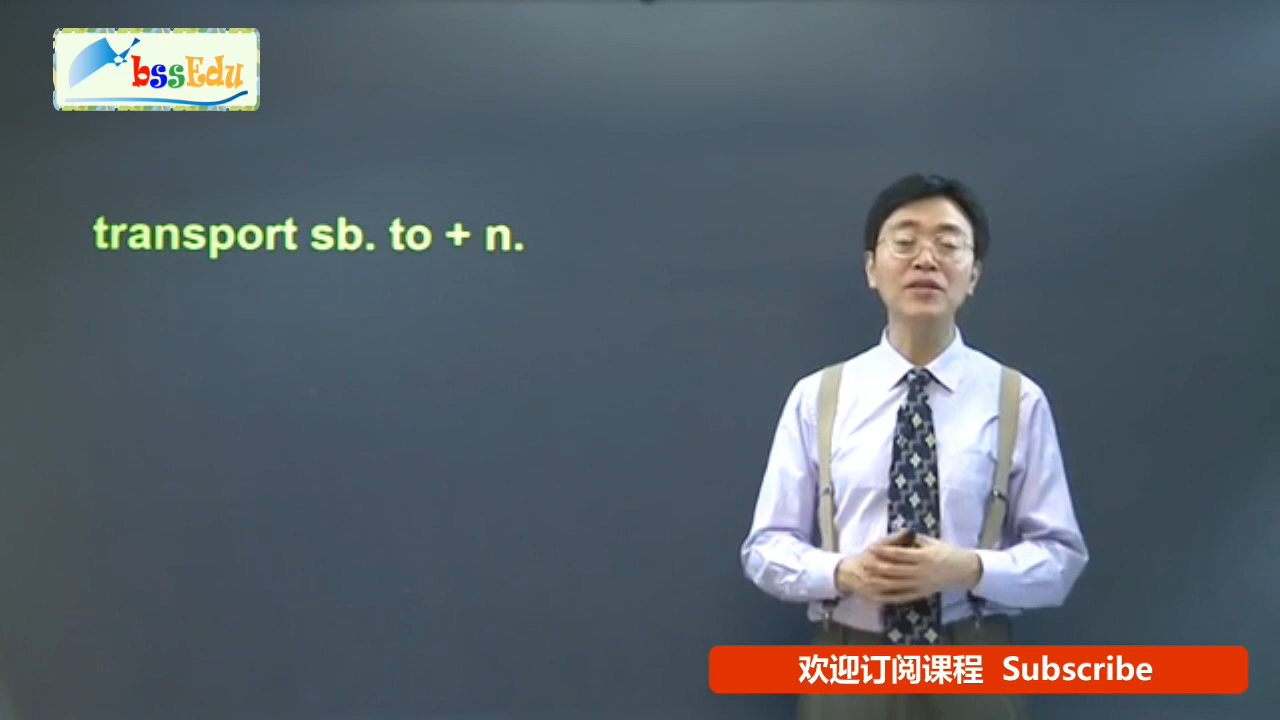 bssEdu
transport sb. to + n.
欢迎订阅课程 Subscribe